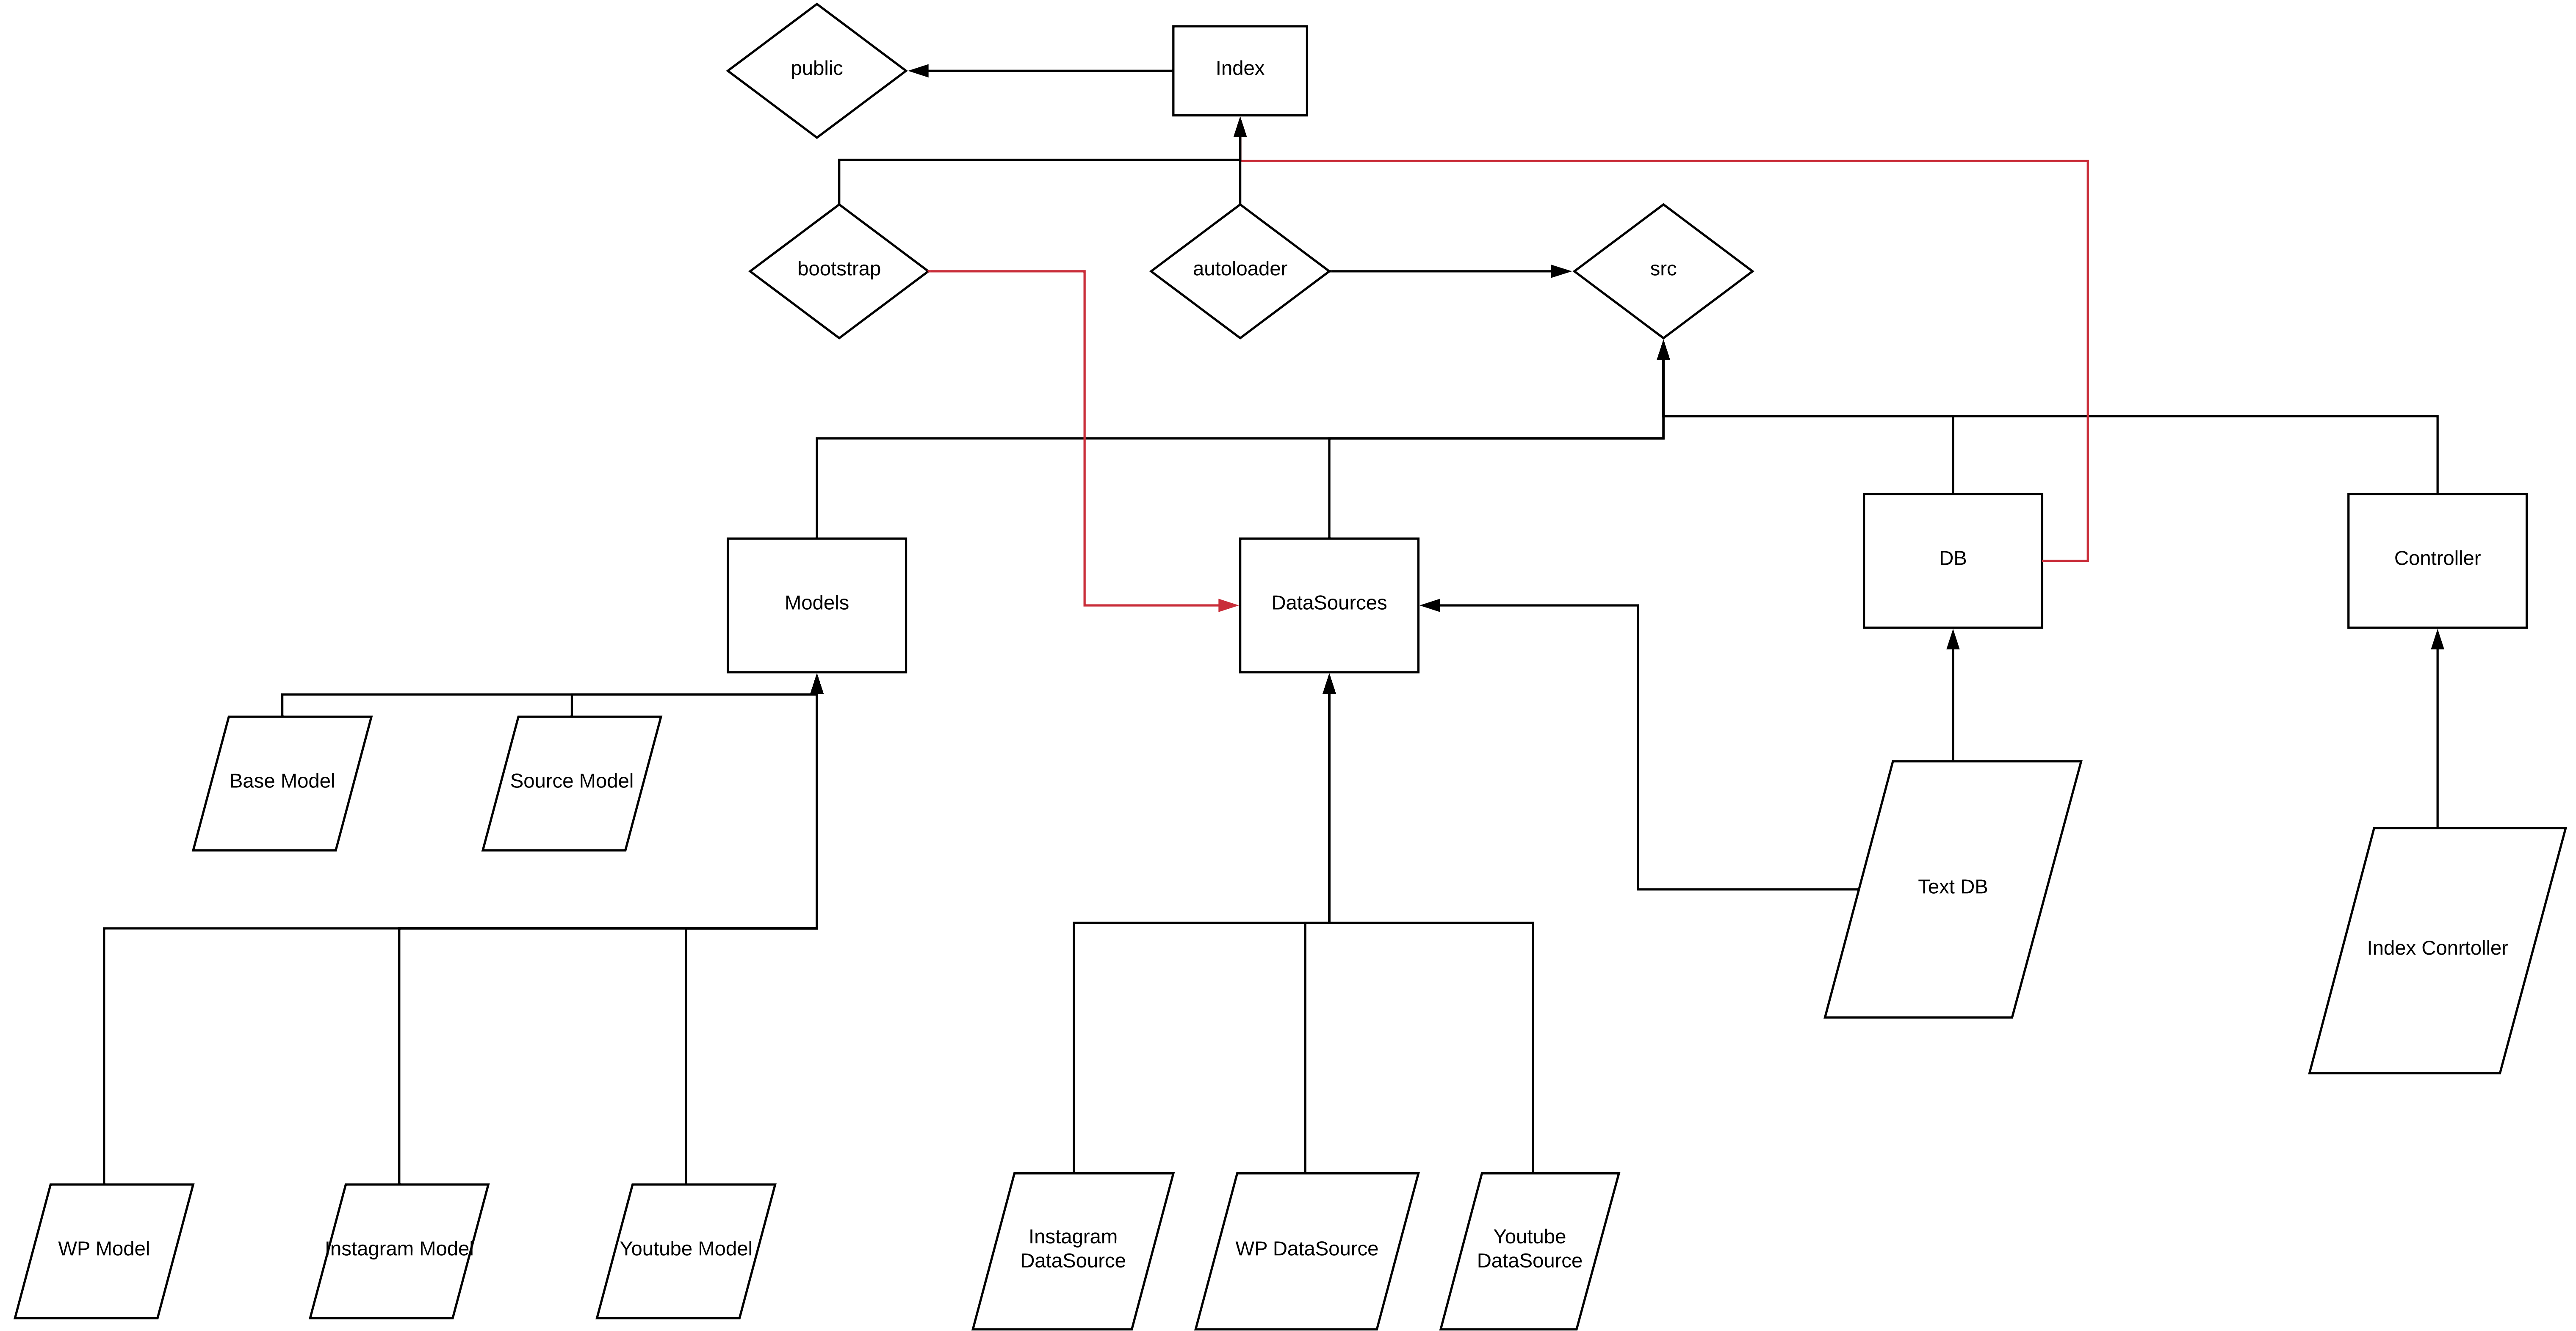 public
Index
bootstrap
autoloader
src
Models
DataSources
DB
Controller
Base Model
Source Model
Text DB
Index Conrtoller
WP Model
Instagram Model
Youtube Model
Instagram
DataSource
WP DataSource
Youtube
DataSource